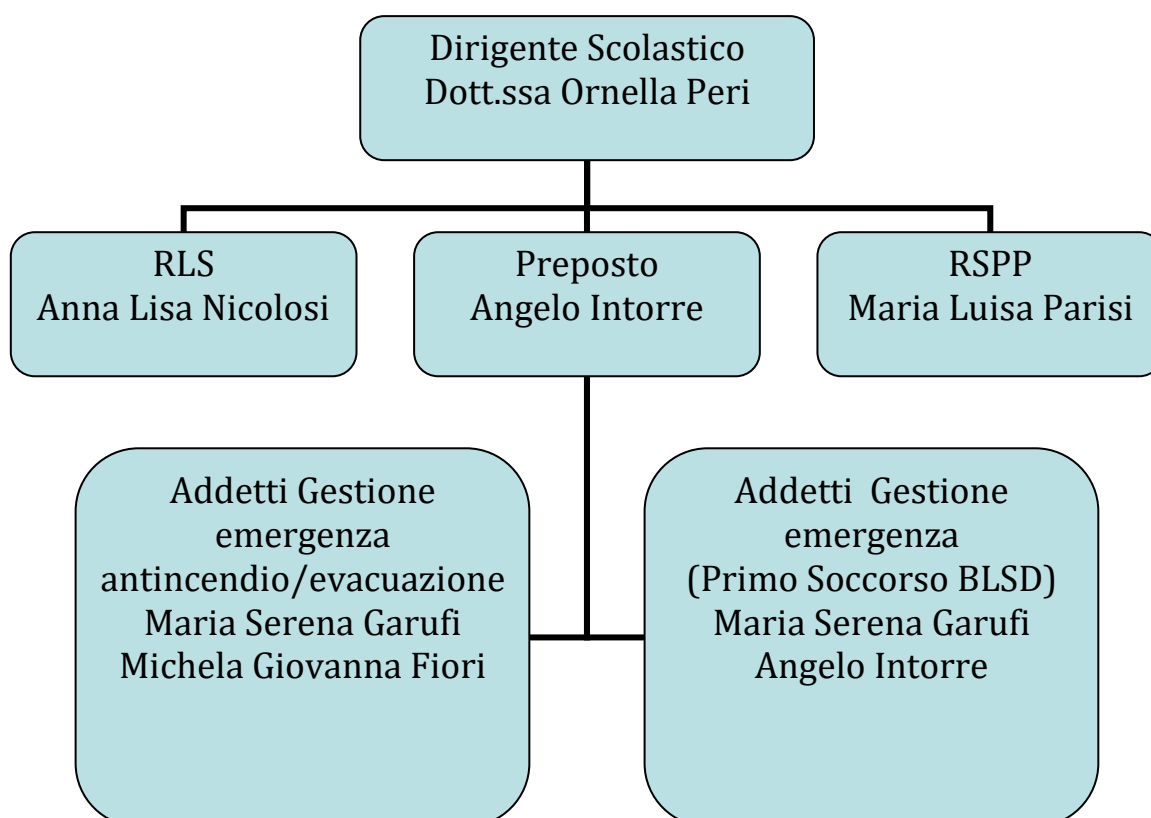 Dirigente Scolastico
Dott.ssa Ornella Peri
RLS
Anna Lisa Nicolosi
Preposto
Angelo Intorre
RSPP
Maria Luisa Parisi
Addetti Gestione
emergenza
antincendio/evacuazione
Maria Serena Garufi
Michela Giovanna Fiori
Addetti  Gestione
emergenza
(Primo Soccorso BLSD)
Maria Serena Garufi
Angelo Intorre